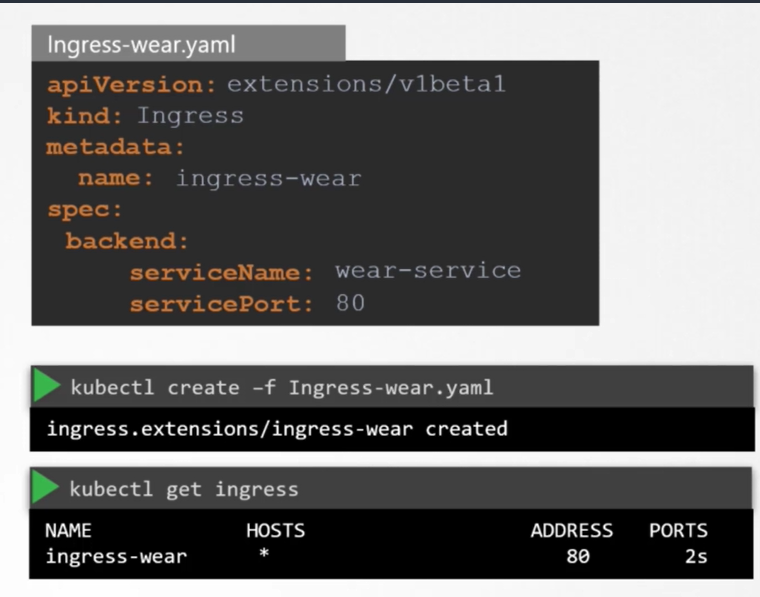 Ingress-wear.yaml
apiVersion: extensions/v1beta1
kind: Ingress
metadata:
name: ingress-wear
spec:
backend:
serviceName: wear-service
servicePort: 80
kubectl create –f Ingress-wear.yaml
ingress.extensions/ingress-wear created
kubectl get ingress
NAME HOSTS ADDRESS PORTS
ingress-wear * 80 2s